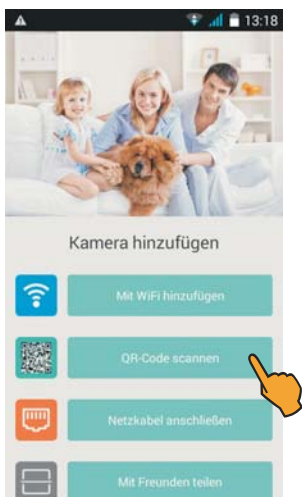 13:18
Kamera hinzufügen
Mit WiFi hinzufügen
QR-Code scannen
Netzkabel anschließen
Mit Freunden teilen